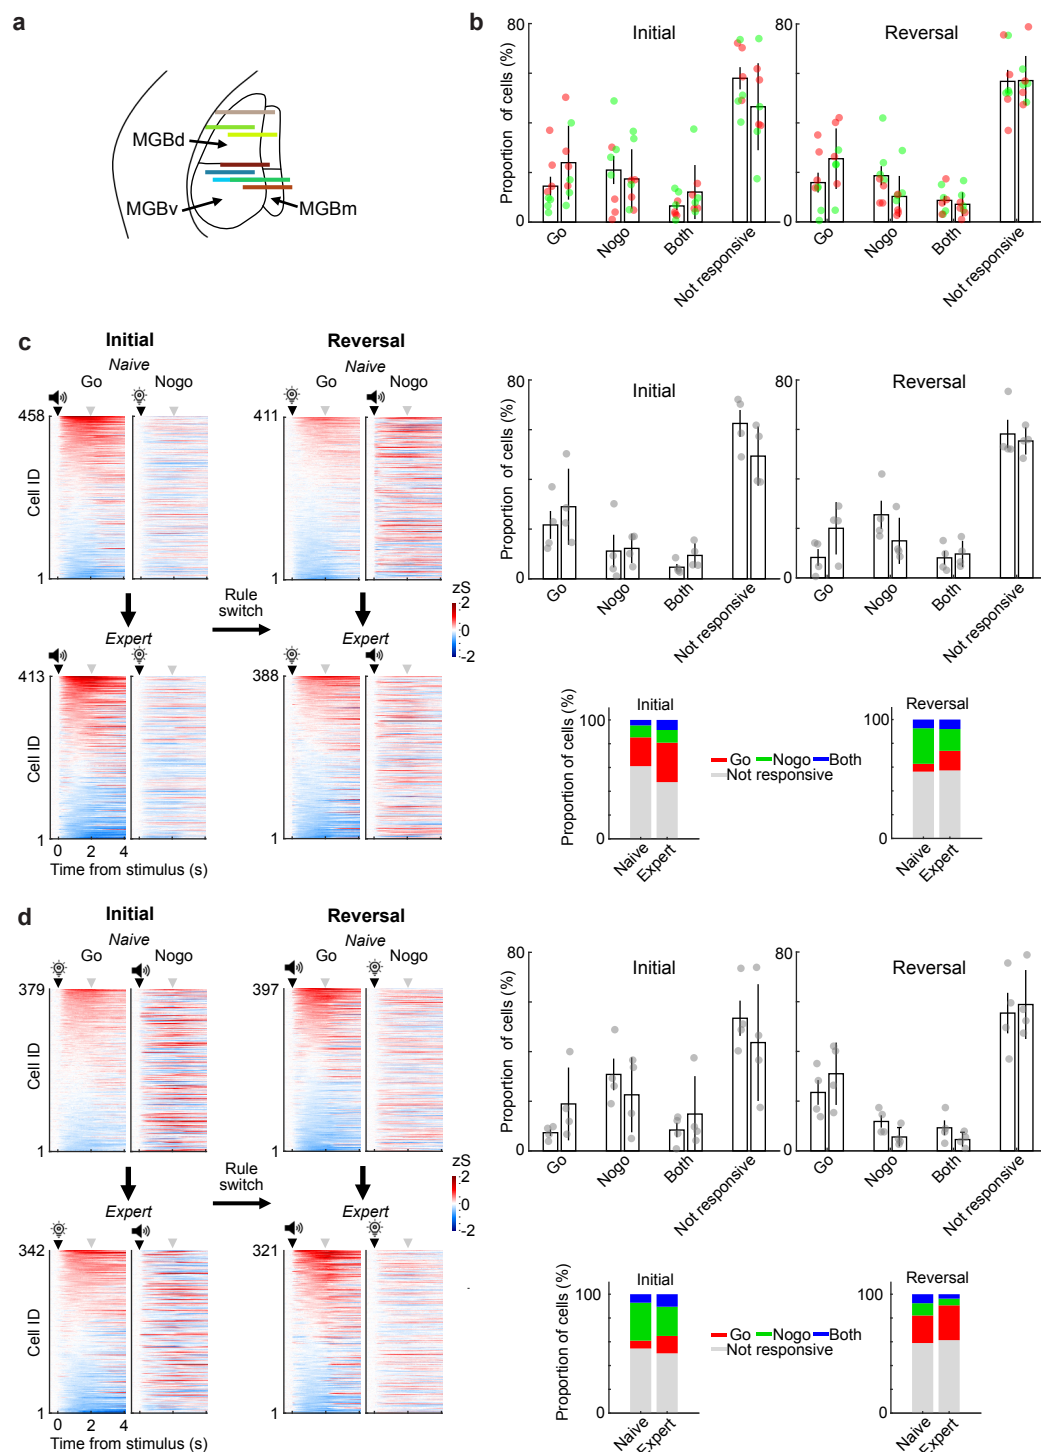 a
MGBd
MGBv
MGBm
b
Initial
Reversal
Proportion of cells (%)
80
0
Go
Nogo
Both
Not responsive
Go
Nogo
Both
Not responsive
c
Initial
Reversal
Naive
Naive
Go
Nogo
Go
Nogo
458
411
Cell ID
1
1
Rule
switch
zS
2
0
-2
Expert
Expert
413
388
Cell ID
1
1
0
2
4
Time from stimulus (s)
Initial
Reversal
Proportion of cells (%)
80
0
Go
Nogo
Both
Not responsive
Go
Nogo
Both
Not responsive
Initial
Reversal
Proportion of cells (%)
100
0
Naive
Expert
Go
Nogo
Both
Not responsive
100
0
Naive
Expert
d
Initial
Reversal
Naive
Naive
Go
Nogo
Go
Nogo
379
397
Cell ID
1
1
Rule
switch
zS
2
0
-2
Expert
Expert
342
321
Cell ID
1
1
0
2
4
Time from stimulus (s)
Initial
Reversal
Proportion of cells (%)
80
0
Go
Nogo
Both
Not responsive
80
0
Go
Nogo
Both
Not responsive
Initial
Reversal
Proportion of cells (%)
100
0
Naive
Expert
Go
Nogo
Both
Not responsive
100
0
Naive
Expert